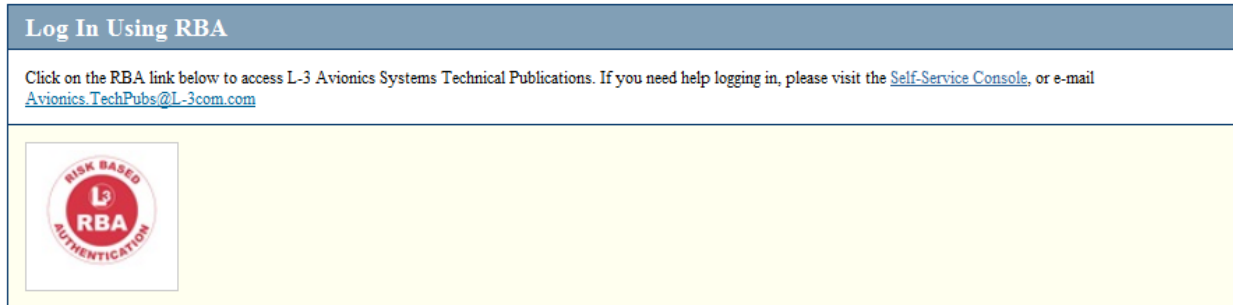 Log In Using RBA
Click on the RBA link below to access L-3 Avionics Systems Technical Publications. If you need help logging in, please visit the Self-Service Console, or e-mail
Avionics.TechPubs@L-3com.com
RISK BASED
L3
RBA
AUTHENTICATION